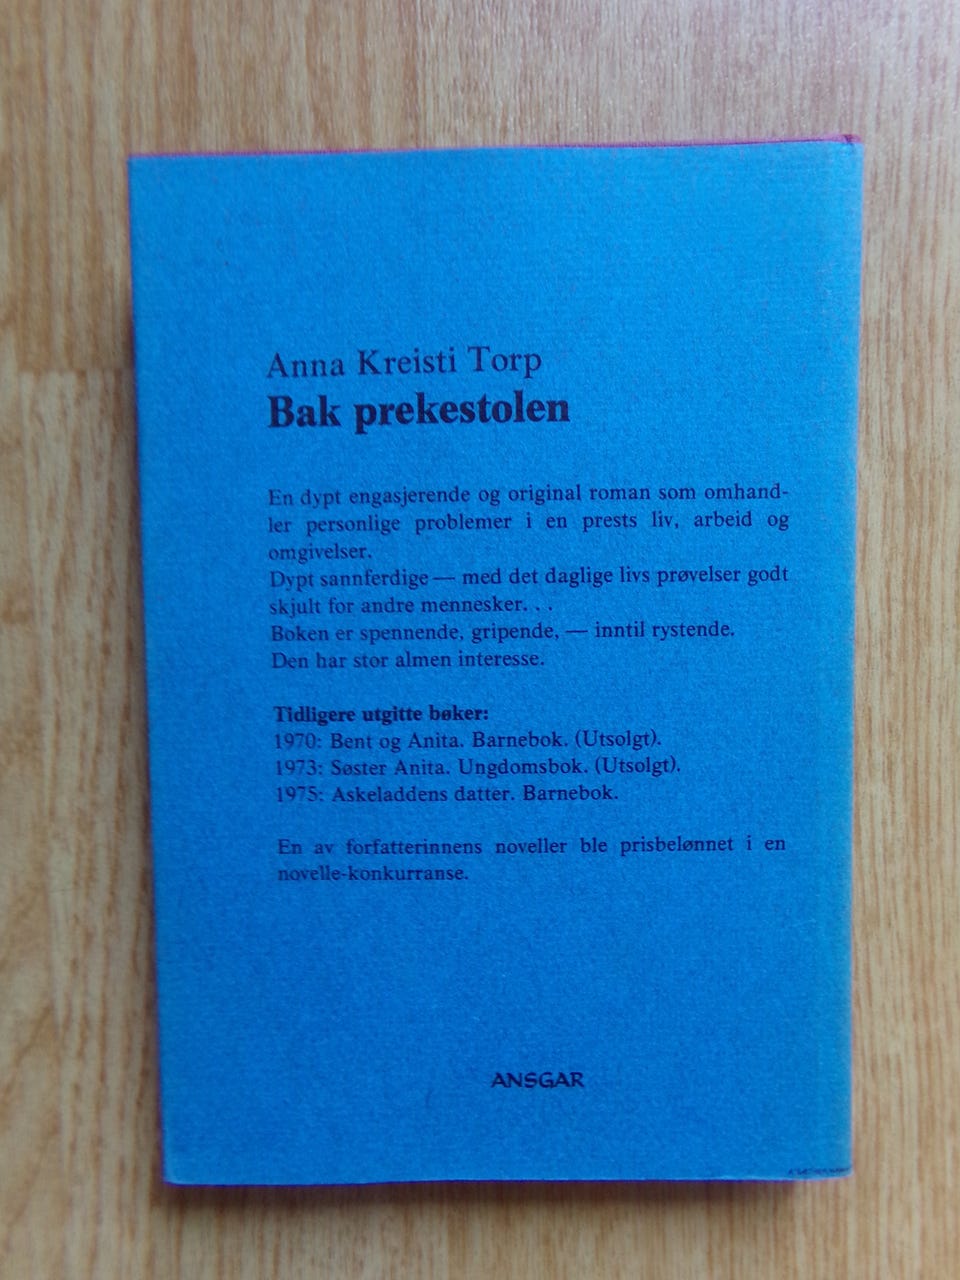 Anna Kreisti Torp
Bak prekestolen
En dypt engasjerende og original roman som omhand-
ler personlige problemer i en prests liv, arbeid og
omgivelser.
Dypt sannferdige — med det daglige livs prøvelser godt
skjult for andre mennesker. . .
Boken er spennende, gripende, — inntil rystende.
Den har stor almen interesse.
Tidligere utgitte bøker:
1970: Bent og Anita. Barnebok. (Utsolgt).
1973: Søster Anita. Ungdomsbok. (Utsolgt).
1975: Askeladdens datter. Barnebok.
En av forfatterinnens noveller ble prisbelønnet i en
novelle-konkurranse.
ANSGAR